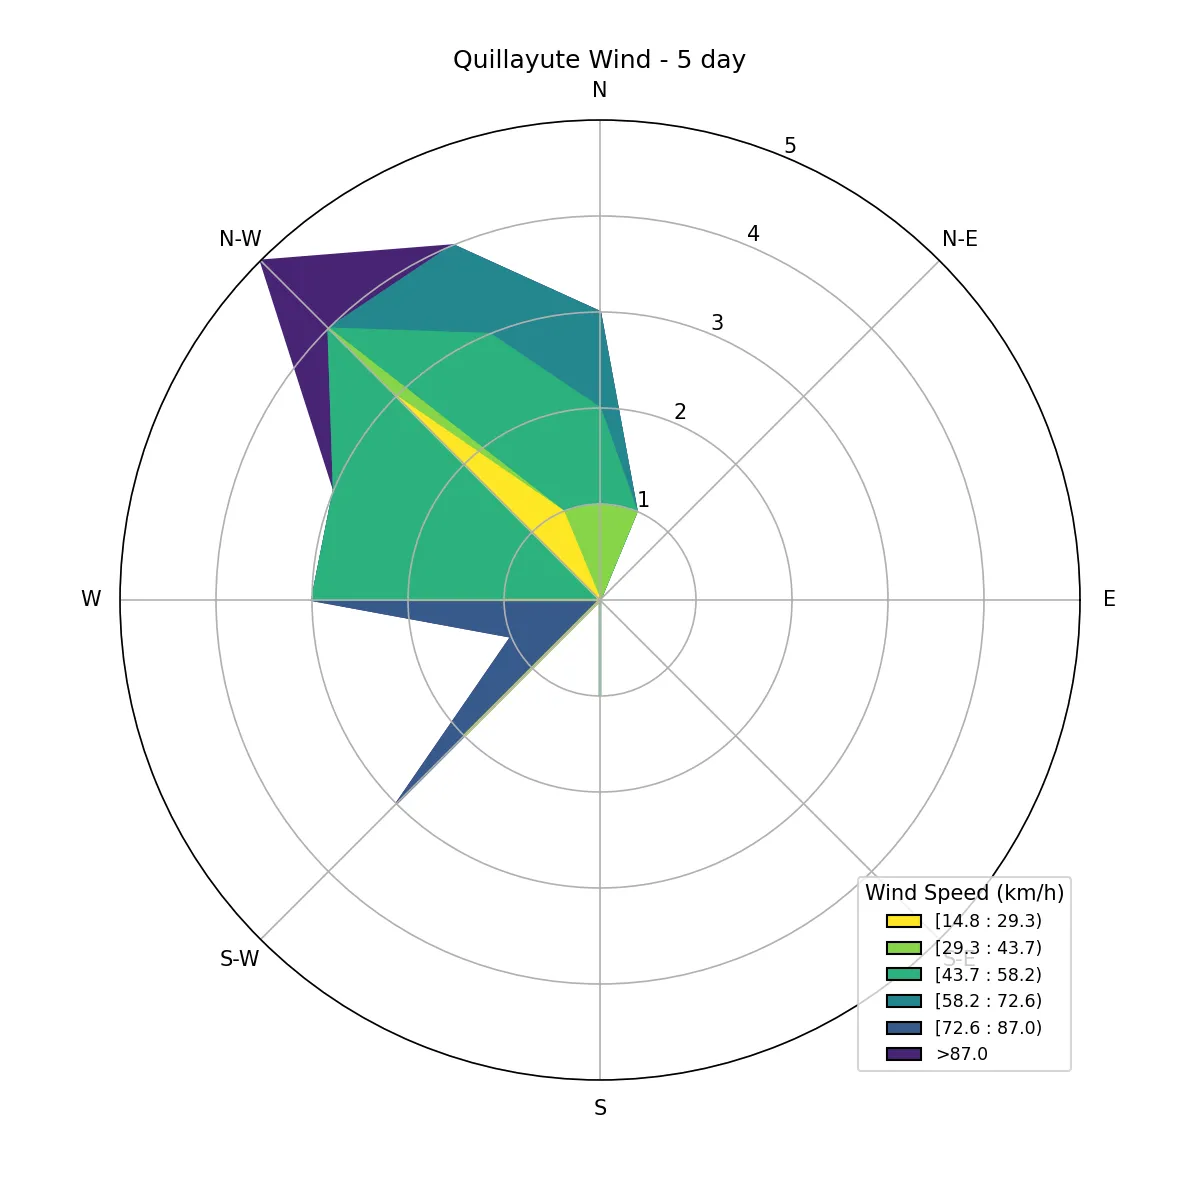 Quillayute Wind - 5 day
N
5
N-W
N-E
4
3
2
1
W
E
S-W
S-E
S
Wind Speed (km/h)
[14.8 : 29.3)
[29.3 : 43.7)
[43.7 : 58.2)
[58.2 : 72.6)
[72.6 : 87.0)
>87.0